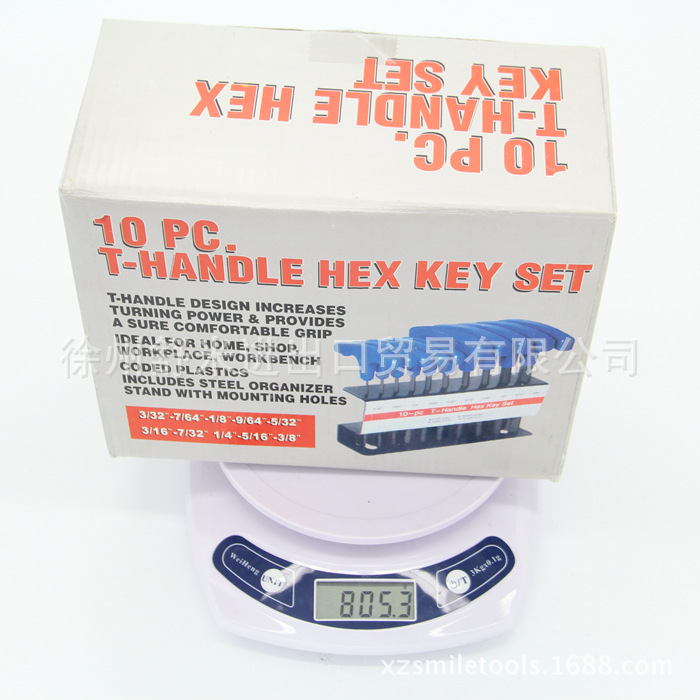 10 PC.
T-HANDLE HEX
KEY SET
10 PC.
T-HANDLE HEX KEY SET
T-HANDLE DESIGN INCREASES
TURNING POWER & PROVIDES
A SURE COMFORTABLE GRIP
IDEAL FOR HOME, SHOP,
WORKPLACE, WORKBENCH
CODED PLASTICS
INCLUDES STEEL ORGANIZER
STAND WITH MOUNTING HOLES
3/32"-7/64"-1/8"-9/64"-5/32"
3/16"-7/32" 1/4"-5/16"-3/8"
10-pc T-Handle Hex Key Set
进出口贸易有限公司
WeiHeng
UNIT
805.3
/T
3Kgx0.1g
xzsmiletools.1688.com